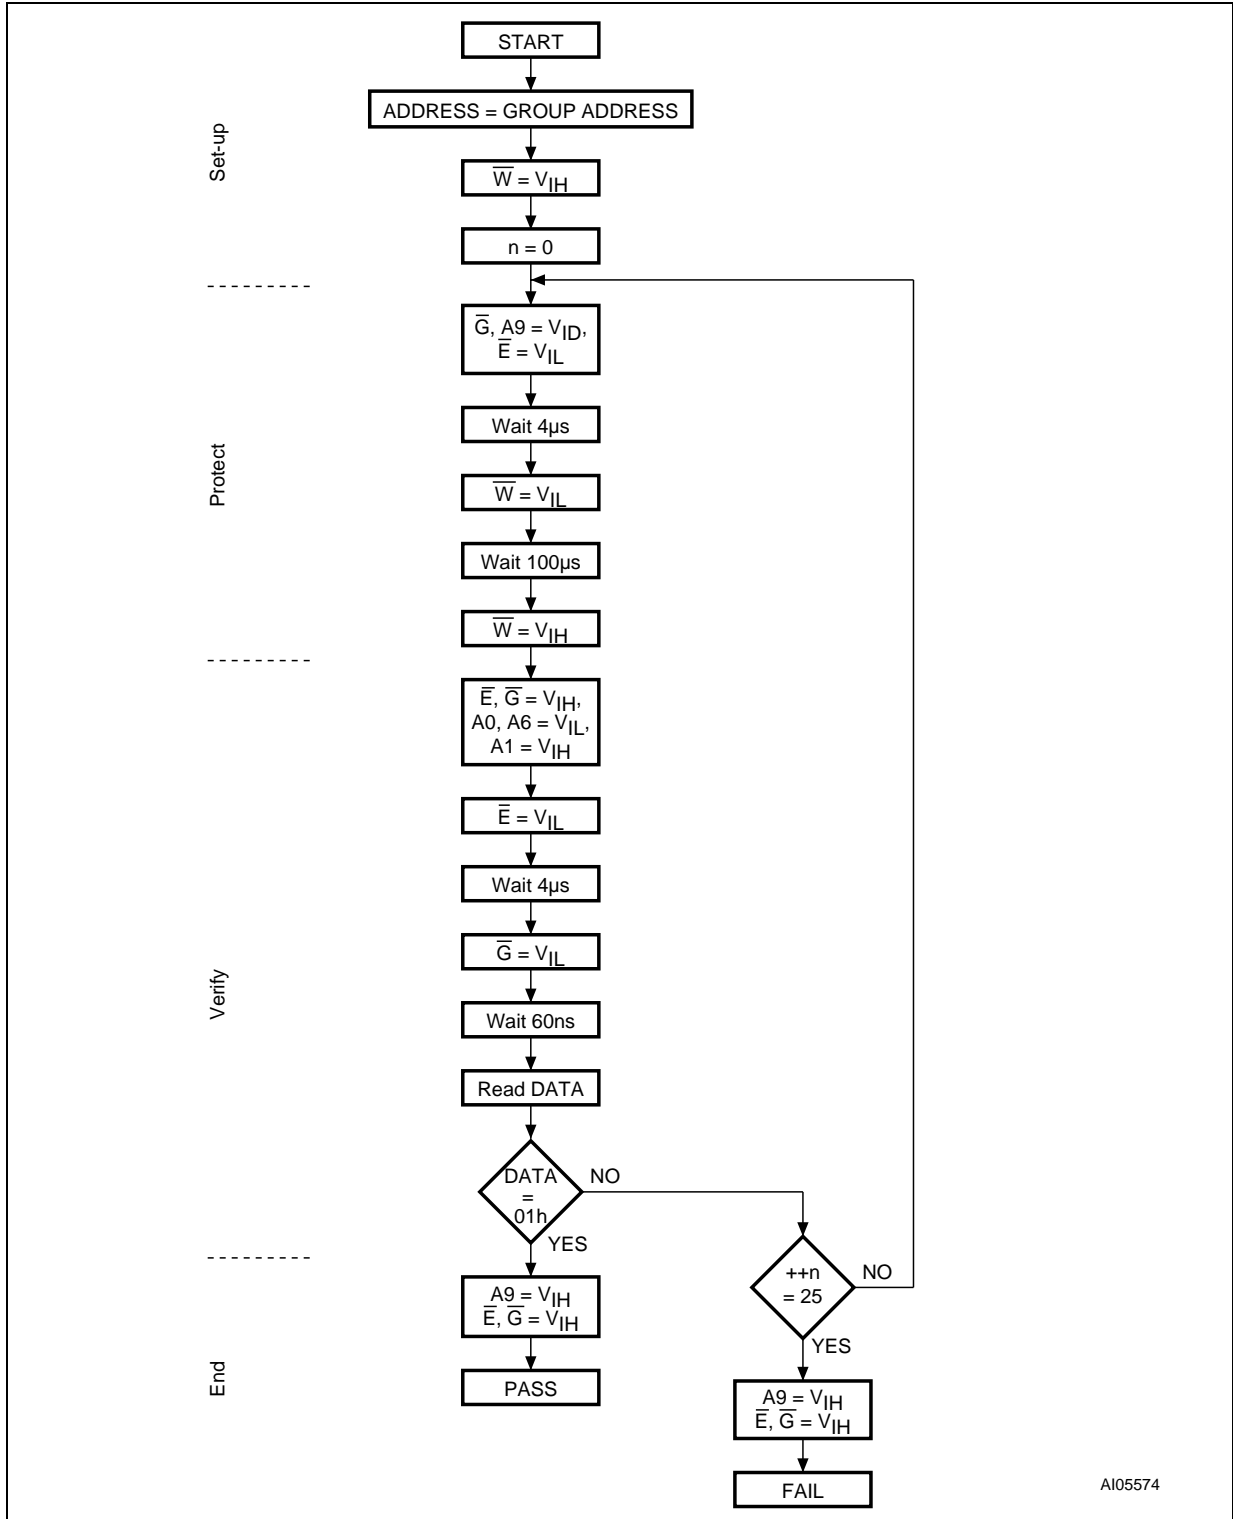 START
ADDRESS = GROUP ADDRESS
Set-up
W̅ = VIH
n = 0
G̅, A9 = VID,
E̅ = VIL
Wait 4µs
Protect
W̅ = VIL
Wait 100µs
W̅ = VIH
E̅, G̅ = VIH,
A0, A6 = VIL,
A1 = VIH
E̅ = VIL
Wait 4µs
G̅ = VIL
Verify
Wait 60ns
Read DATA
DATA
=
01h
NO
YES
++n
= 25
NO
YES
A9 = VIH
E̅, G̅ = VIH
End
PASS
A9 = VIH
E̅, G̅ = VIH
FAIL
AI05574